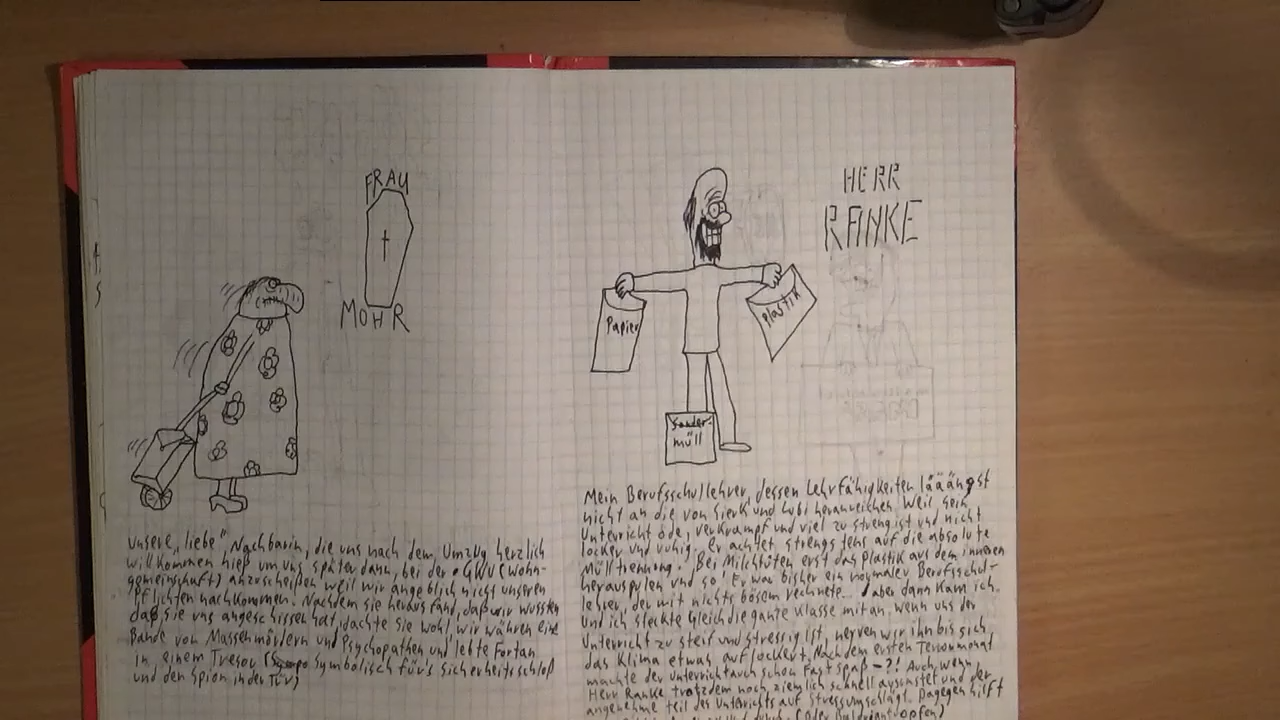 FRAU
MOHR
Unsere „liebe" Nachbarin, die uns nach dem Umzug herzlich
willkommen hieß um uns später dann, bei der GWU (Wohn-
gemeinschaft) anzuscheißen weil wir angeblich nicht unseren
Pflichten nachkommen. Nachdem sie herausfand, daß wir wussten
daß sie uns angeschissen hat, dachte sie wohl, wir währen eine
Bande von Massenmördern und Psychopathen und lebte Fortan
in einem Tresor (Symbolisch für's Sicherheitsschloß
und den Spion in der Tür)
HERR
RANKE
Papier
Plastik
Sonder-
müll
Mein Berufsschullehrer, dessen Lehrfähigkeiten läääängst
nicht an die von Sierk und Lubi heranreichen. Weil sein
Unterricht öde, verkrampf und viel zu streng ist und nicht
locker und ruhig. Er achtet strengstens auf die absolute
Mülltrennung. Bei Milchtüten erst das Plastik aus dem inneren
herauspulen und so! Er war bisher ein normaler Berufsschul-
lehrer, der mit nichts bösem rechnete... aber dann kam ich.
Und ich steckte Gleich die ganze Klasse mit an. wenn uns der
Unterricht zu steif und stressig ist, nerven wir ihn bis sich
das Klima etwas auflockert. Nach dem ersten Terrormonat
machte der Unterricht auch schon fast spaß -?! Auch wenn
Herr Ranke trotzdem noch ziemlich schnell ausrastet und der
angenehme teil des Unterrichts auf stress umschlägt. Dagegen hilft
(oder Baldriantropfen)